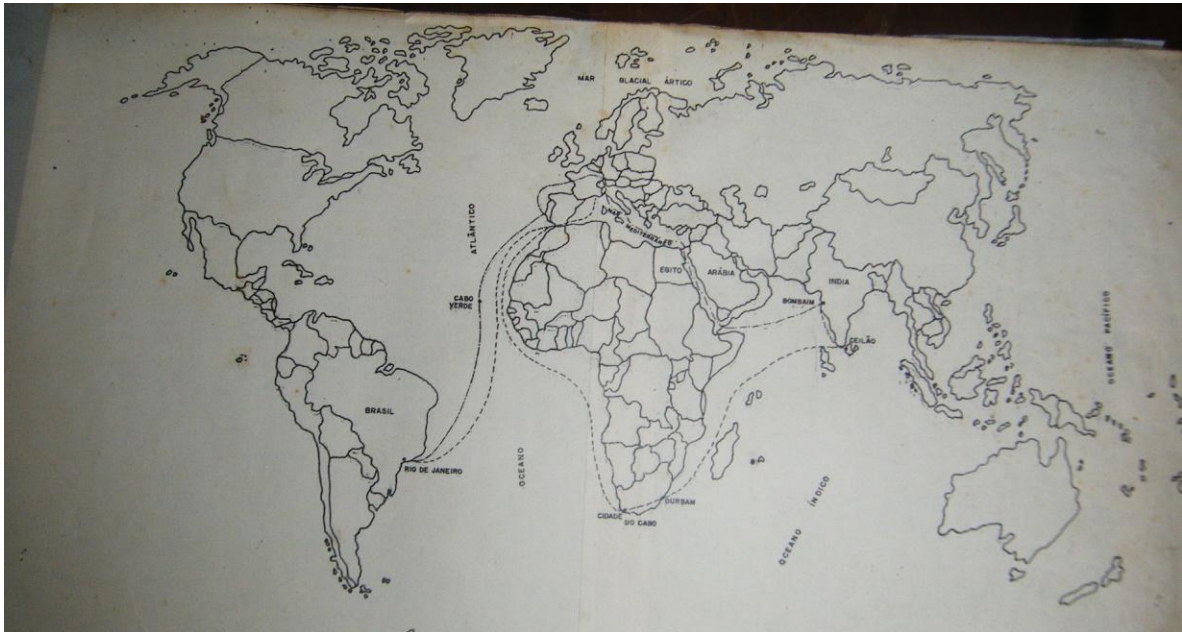 MAR GLACIAL ÁRTICO
ATLÂNTICO
MAR MEDITERRÂNEO
EGITO
ARÁBIA
INDIA
CABO
VERDE
BOMBAIM
CEILÃO
OCEANO PACÍFICO
BRASIL
RIO DE JANEIRO
OCEANO
DURBAM
CIDADE
DO CABO
OCEANO ÍNDICO